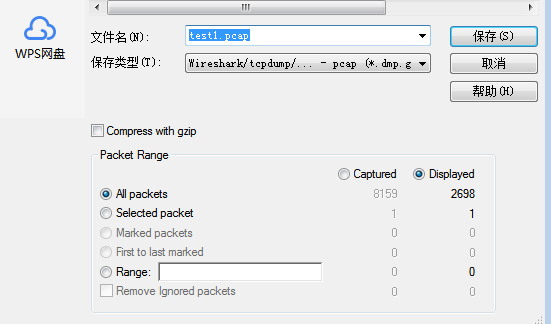 文件名(N):
test1.pcap
保存(S)
WPS网盘
保存类型(T):
Wireshark/tcpdump/... - pcap (*.dmp.g
取消
帮助(H)
Compress with gzip
Packet Range
Captured
Displayed
All packets
8159
2698
Selected packet
1
1
Marked packets
0
0
First to last marked
0
0
Range:
0
0
Remove Ignored packets
0
0